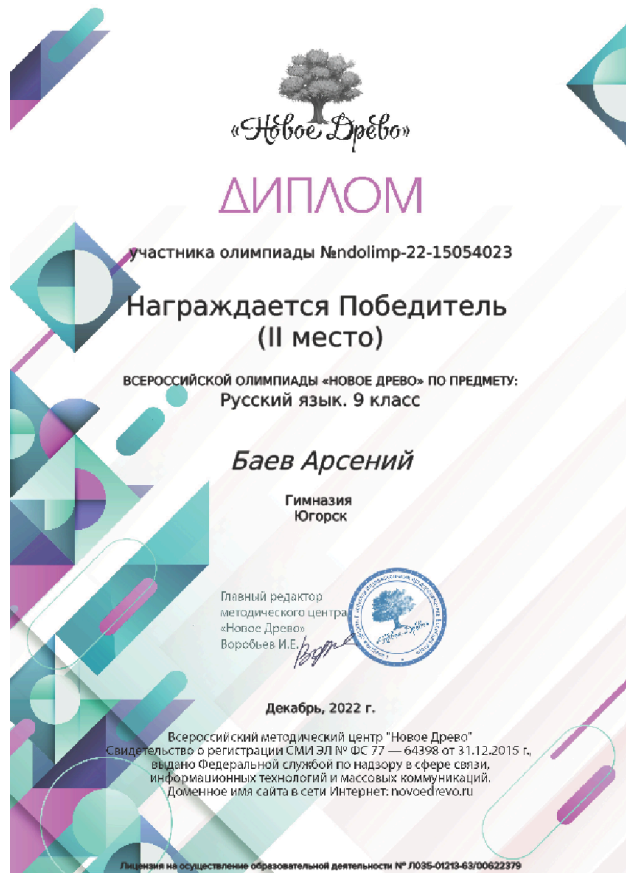 «Новое Древо»
ДИПЛОМ
участника олимпиады №ndolimp-22-15054023
Награждается Победитель
(II место)
ВСЕРОССИЙСКОЙ ОЛИМПИАДЫ «НОВОЕ ДРЕВО» ПО ПРЕДМЕТУ:
Русский язык. 9 класс
Баев Арсений
Гимназия
Югорск
Главный редактор
методического центра
«Новое Древо»
Воробьев И.Е.
«Новое Древо»
Декабрь, 2022 г.
Всероссийский методический центр "Новое Древо"
Свидетельство о регистрации СМИ ЭЛ № ФС 77 — 64398 от 31.12.2015 г.,
выдано Федеральной службой по надзору в сфере связи,
информационных технологий и массовых коммуникаций.
Доменное имя сайта в сети Интернет: novoedrevo.ru
Лицензия на осуществление образовательной деятельности № Л035-01213-63/00622379